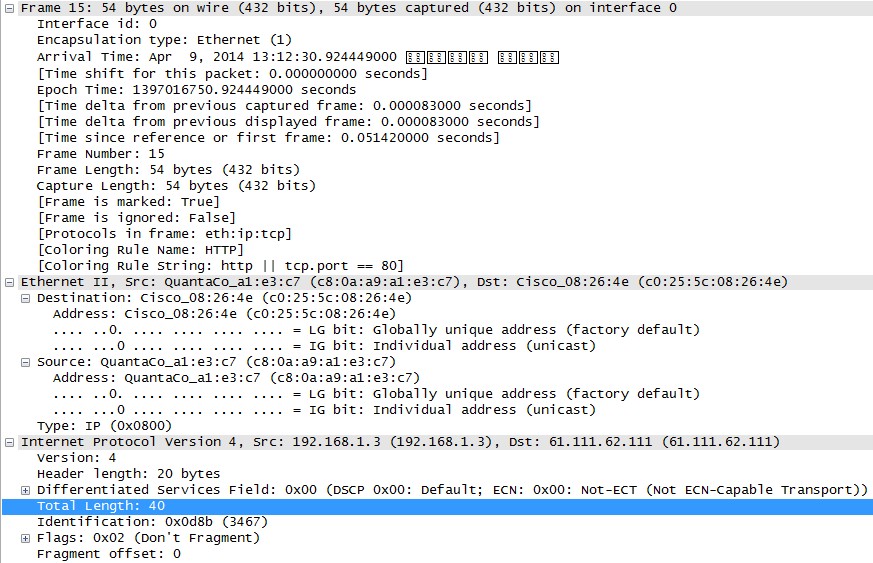 Frame 15: 54 bytes on wire (432 bits), 54 bytes captured (432 bits) on interface 0
Interface id: 0
Encapsulation type: Ethernet (1)
Arrival Time: Apr  9, 2014 13:12:30.924449000
[Time shift for this packet: 0.000000000 seconds]
Epoch Time: 1397016750.924449000 seconds
[Time delta from previous captured frame: 0.000083000 seconds]
[Time delta from previous displayed frame: 0.000083000 seconds]
[Time since reference or first frame: 0.051420000 seconds]
Frame Number: 15
Frame Length: 54 bytes (432 bits)
Capture Length: 54 bytes (432 bits)
[Frame is marked: True]
[Frame is ignored: False]
[Protocols in frame: eth:ip:tcp]
[Coloring Rule Name: HTTP]
[Coloring Rule String: http || tcp.port == 80]
Ethernet II, Src: QuantaCo_a1:e3:c7 (c8:0a:a9:a1:e3:c7), Dst: Cisco_08:26:4e (c0:25:5c:08:26:4e)
Destination: Cisco_08:26:4e (c0:25:5c:08:26:4e)
Address: Cisco_08:26:4e (c0:25:5c:08:26:4e)
.... ..0. .... .... .... .... = LG bit: Globally unique address (factory default)
.... ...0 .... .... .... .... = IG bit: Individual address (unicast)
Source: QuantaCo_a1:e3:c7 (c8:0a:a9:a1:e3:c7)
Address: QuantaCo_a1:e3:c7 (c8:0a:a9:a1:e3:c7)
.... ..0. .... .... .... .... = LG bit: Globally unique address (factory default)
.... ...0 .... .... .... .... = IG bit: Individual address (unicast)
Type: IP (0x0800)
Internet Protocol Version 4, Src: 192.168.1.3 (192.168.1.3), Dst: 61.111.62.111 (61.111.62.111)
Version: 4
Header length: 20 bytes
Differentiated Services Field: 0x00 (DSCP 0x00: Default; ECN: 0x00: Not-ECT (Not ECN-Capable Transport))
Total Length: 40
Identification: 0x0d8b (3467)
Flags: 0x02 (Don't Fragment)
Fragment offset: 0